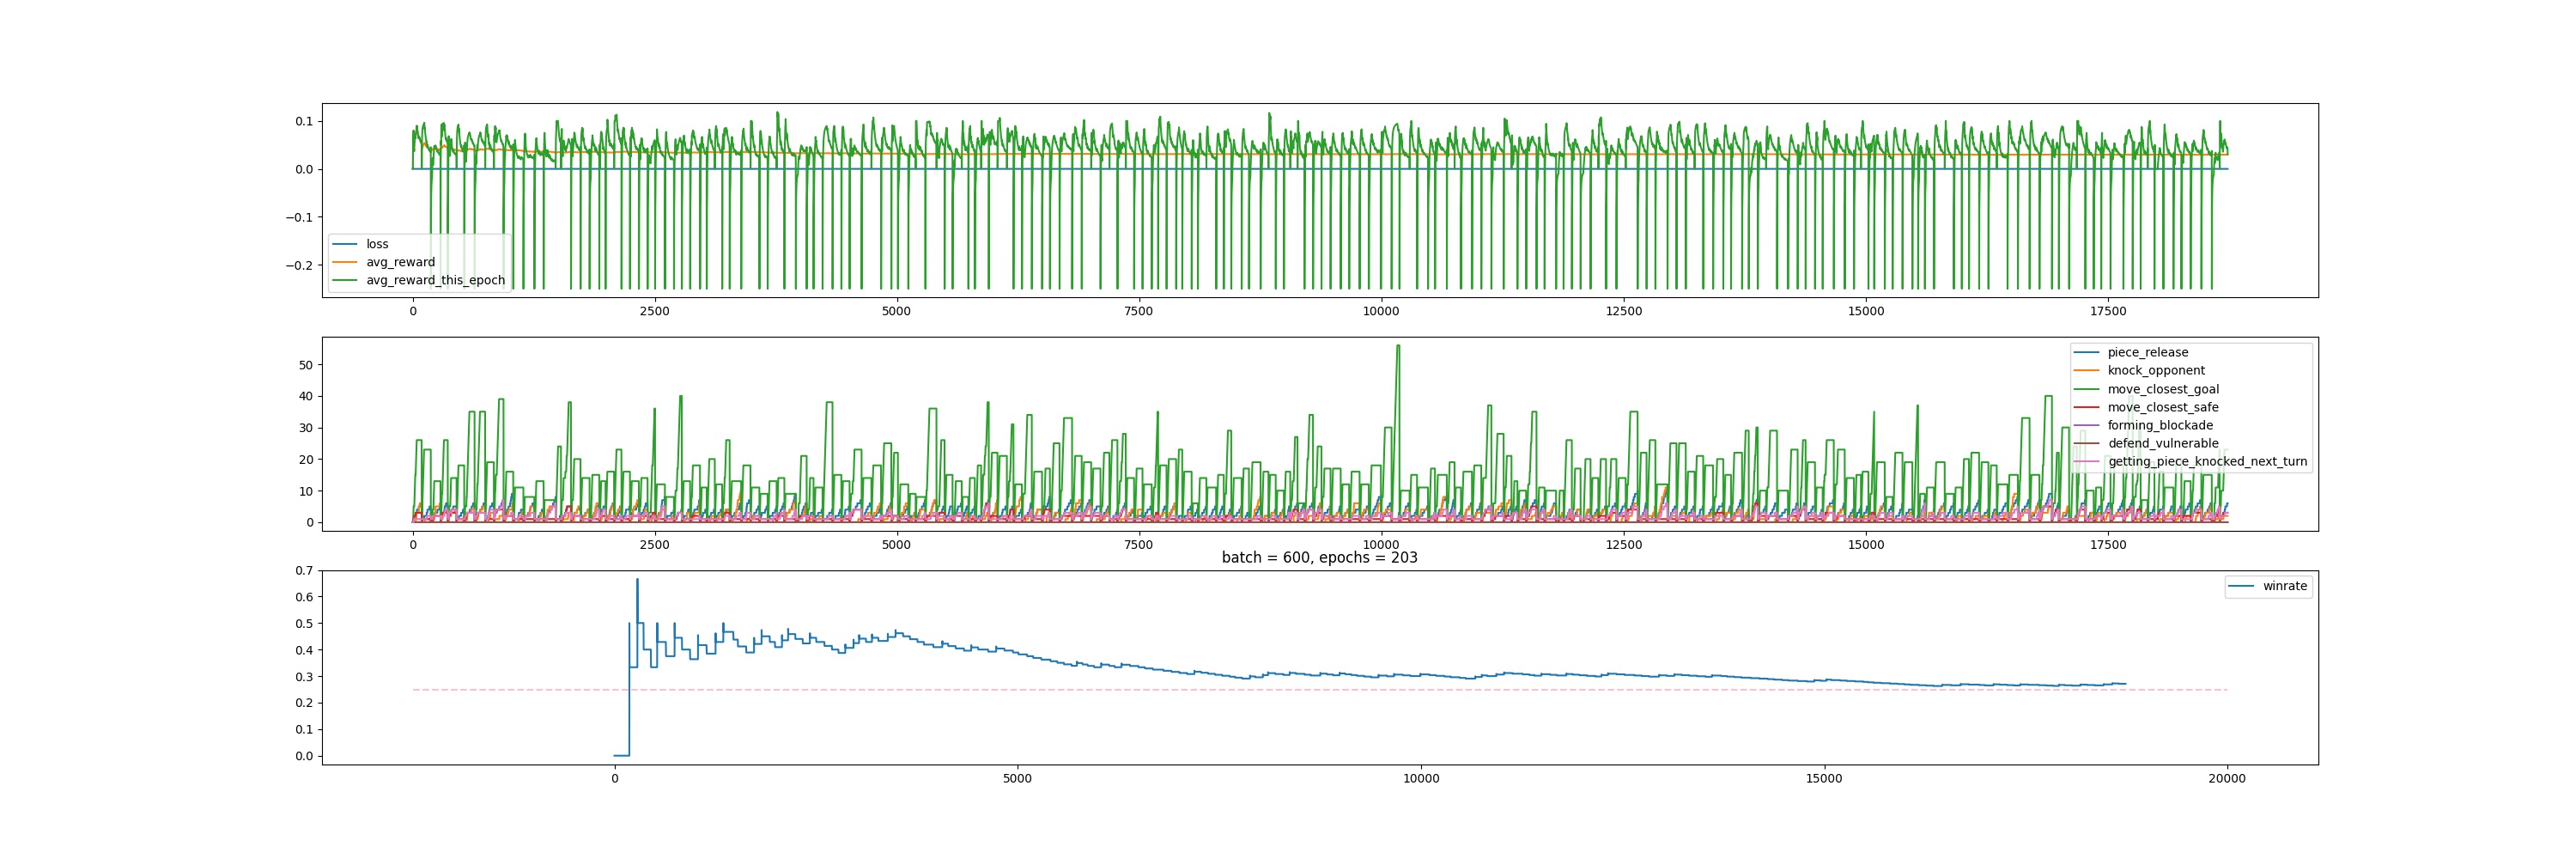 0.1
0.0
−0.1
−0.2
loss
avg_reward
avg_reward_this_epoch
0 2500 5000 7500 10000 12500 15000 17500
50
40
30
20
10
0
piece_release
knock_opponent
move_closest_goal
move_closest_safe
forming_blockade
defend_vulnerable
getting_piece_knocked_next_turn
0 2500 5000 7500 10000 12500 15000 17500
batch = 600, epochs = 203
0.7
0.6
0.5
0.4
0.3
0.2
0.1
0.0
winrate
0 5000 10000 15000 20000